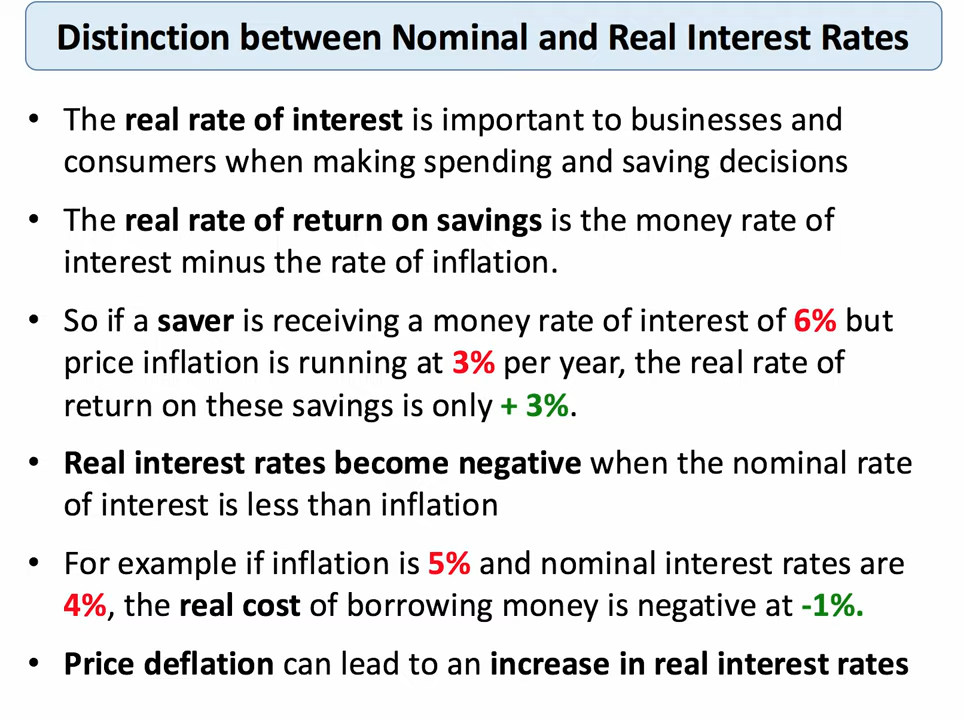 Distinction between Nominal and Real Interest Rates
• The real rate of interest is important to businesses and
consumers when making spending and saving decisions
• The real rate of return on savings is the money rate of
interest minus the rate of inflation.
• So if a saver is receiving a money rate of interest of 6% but
price inflation is running at 3% per year, the real rate of
return on these savings is only + 3%.
• Real interest rates become negative when the nominal rate
of interest is less than inflation
• For example if inflation is 5% and nominal interest rates are
4%, the real cost of borrowing money is negative at -1%.
• Price deflation can lead to an increase in real interest rates